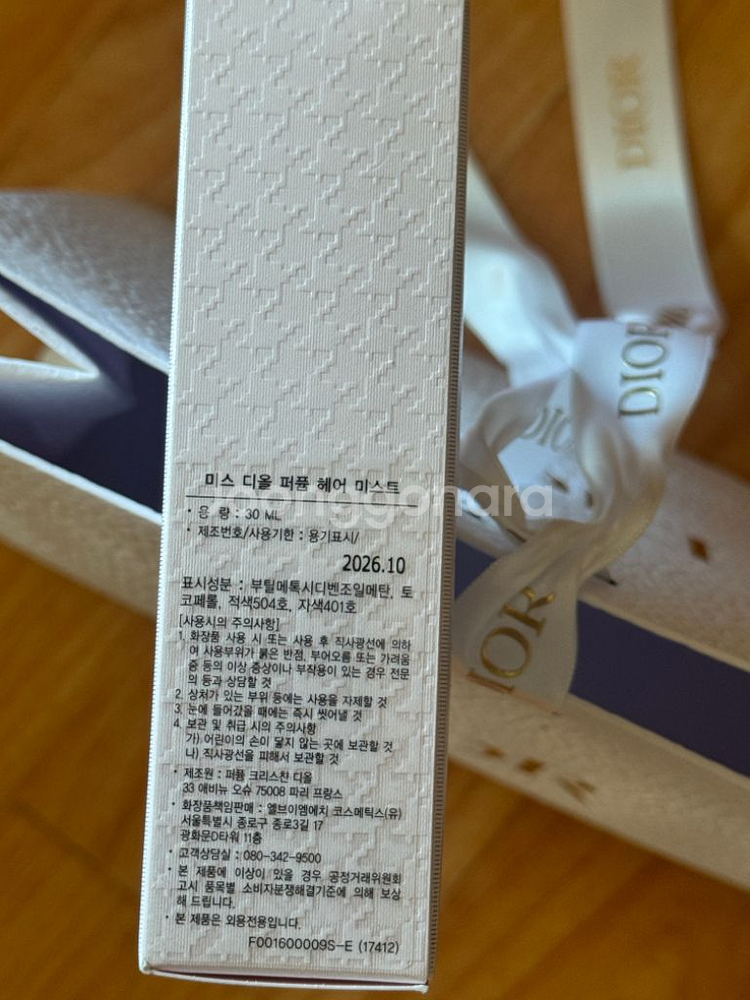 DIOR
DIOR
DIOR
IOR
미스 디올 퍼퓸 헤어 미스트
joonggonara
• 용 량 : 30 ML
• 제조번호/사용기한 : 용기표시/
2026.10
표시성분 : 부틸메톡시디벤조일메탄, 토
코페롤, 적색504호, 자색401호
[사용시의 주의사항]
1. 화장품 사용 시 또는 사용 후 직사광선에 의하
여 사용부위가 붉은 반점, 부어오름 또는 가려움
증 등의 이상 증상이나 부작용이 있는 경우 전문
의 등과 상담할 것
2. 상처가 있는 부위 등에는 사용을 자제할 것
3. 눈에 들어갔을 때에는 즉시 씻어낼 것
4. 보관 및 취급 시의 주의사항
가) 어린이의 손이 닿지 않는 곳에 보관할 것
나) 직사광선을 피해서 보관할 것
• 제조원 : 퍼퓸 크리스챤 디올
33 애비뉴 오슈 75008 파리 프랑스
• 화장품책임판매 : 엘브이엠에치 코스메틱스(유)
서울특별시 종로구 종로3길 17
광화문D타워 11층
• 고객상담실 : 080-342-9500
• 본 제품에 이상이 있을 경우 공정거래위원회
고시 품목별 소비자분쟁해결기준에 의해 보상
해 드립니다.
• 본 제품은 외용전용입니다.
F001600009S-E (17412)